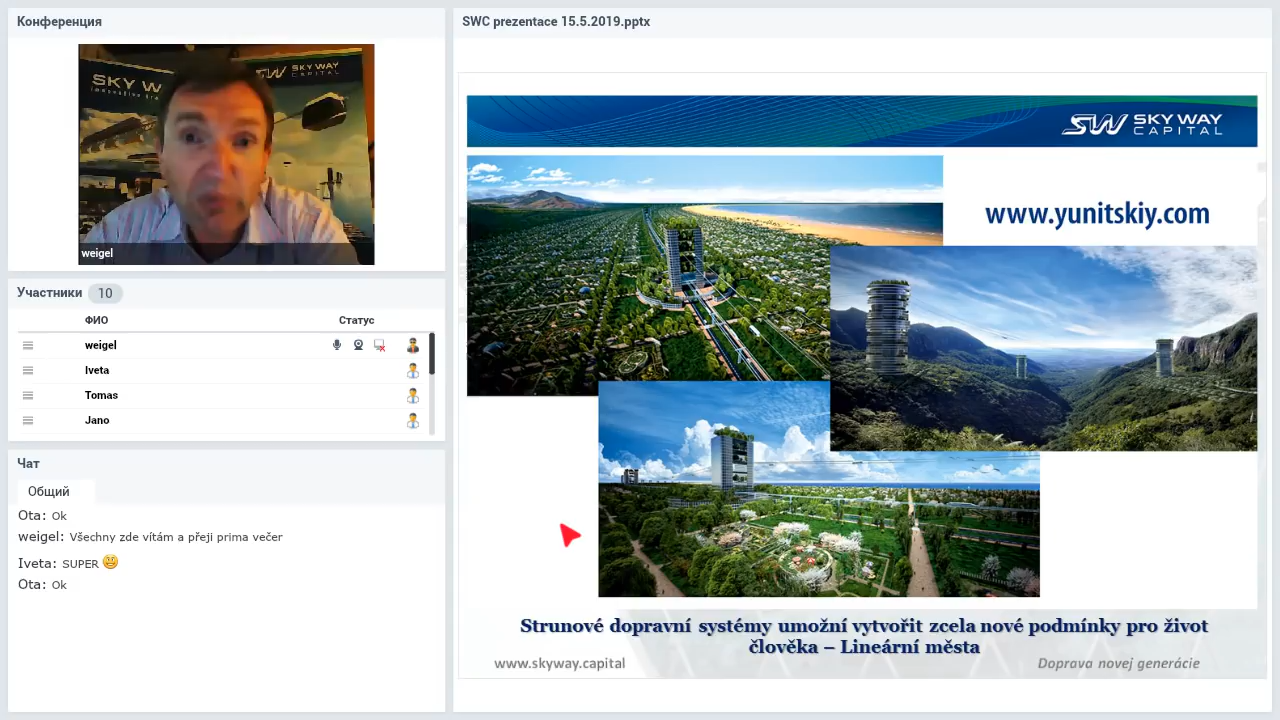 Конференция
SKY W
SKY WAY
CAPITAL
weigel
Участники 10
ФИО Статус
weigel
Iveta
Tomas
Jano
Чат
Общий
Ota: Ok
weigel: Všechny zde vítám a přeji prima večer
Iveta: SUPER
Ota: Ok
SWC prezentace 15.5.2019.pptx
SW SKY WAY
CAPITAL
www.yunitskiy.com
Strunové dopravní systémy umožní vytvořit zcela nové podmínky pro život
člověka – Lineární města
www.skyway.capital
Doprava novej generácie